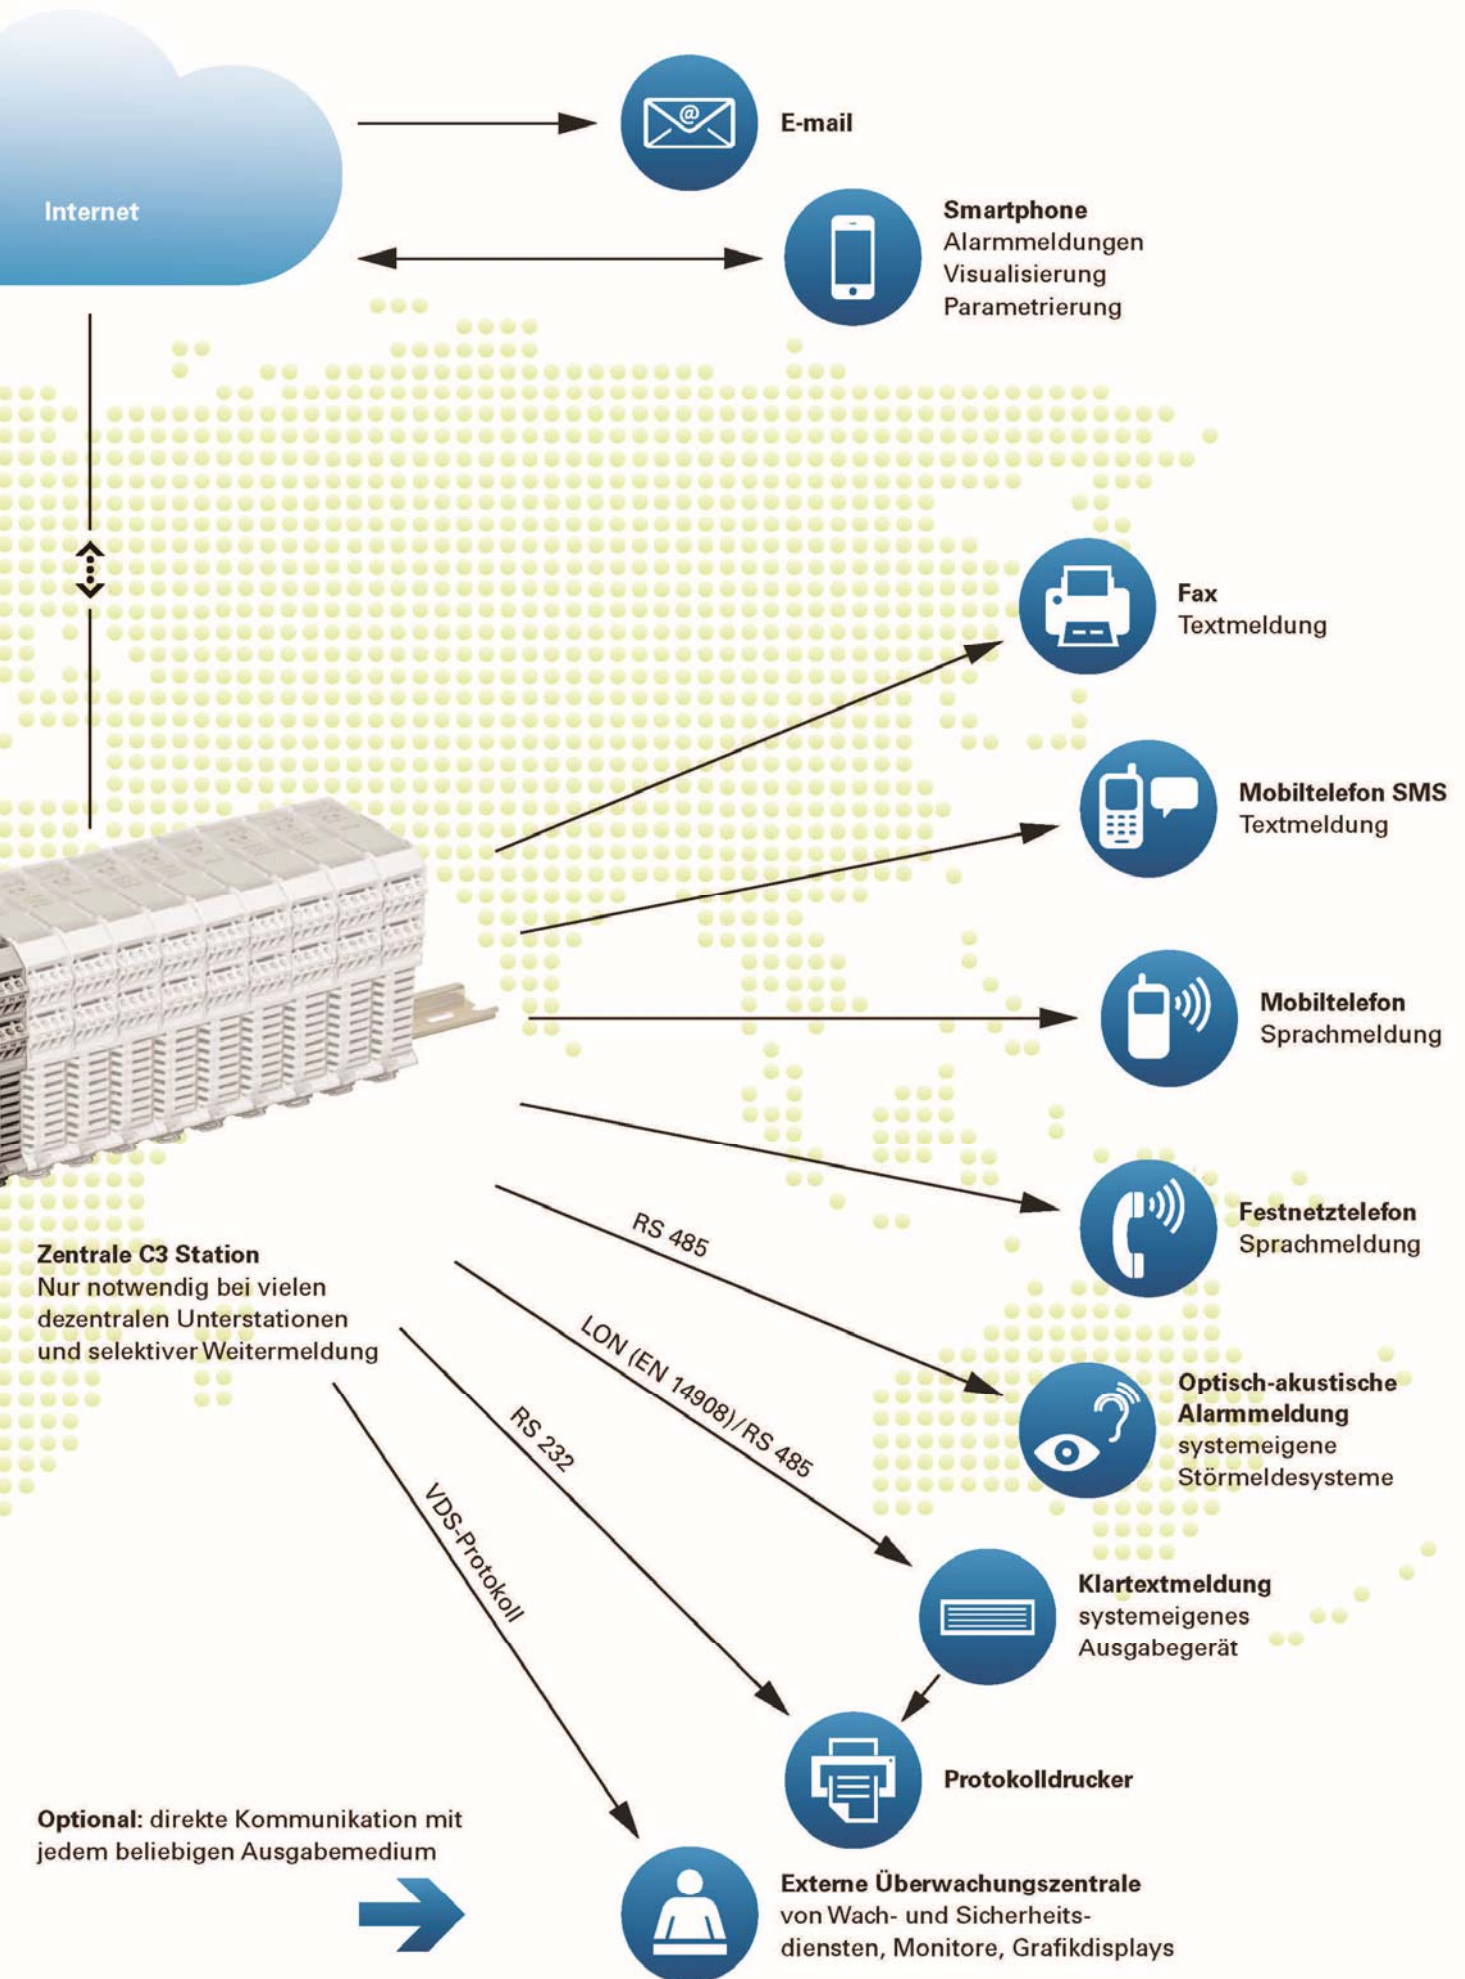 E-mail
Internet
Smartphone
Alarmmeldungen
Visualisierung
Parametrierung
Fax
Textmeldung
Mobiltelefon SMS
Textmeldung
Mobiltelefon
Sprachmeldung
Festnetztelefon
Sprachmeldung
Zentrale C3 Station
Nur notwendig bei vielen
dezentralen Unterstationen
und selektiver Weitermeldung
RS 485
LON (EN 14908)/RS 485
RS 232
VDS-Protokoll
Optisch-akustische
Alarmmeldung
systemeigene
Störmeldesysteme
Klartextmeldung
systemeigenes
Ausgabegerät
Protokolldrucker
Optional: direkte Kommunikation mit
jedem beliebigen Ausgabemedium
Externe Überwachungszentrale
von Wach- und Sicherheits-
diensten, Monitore, Grafikdisplays
@